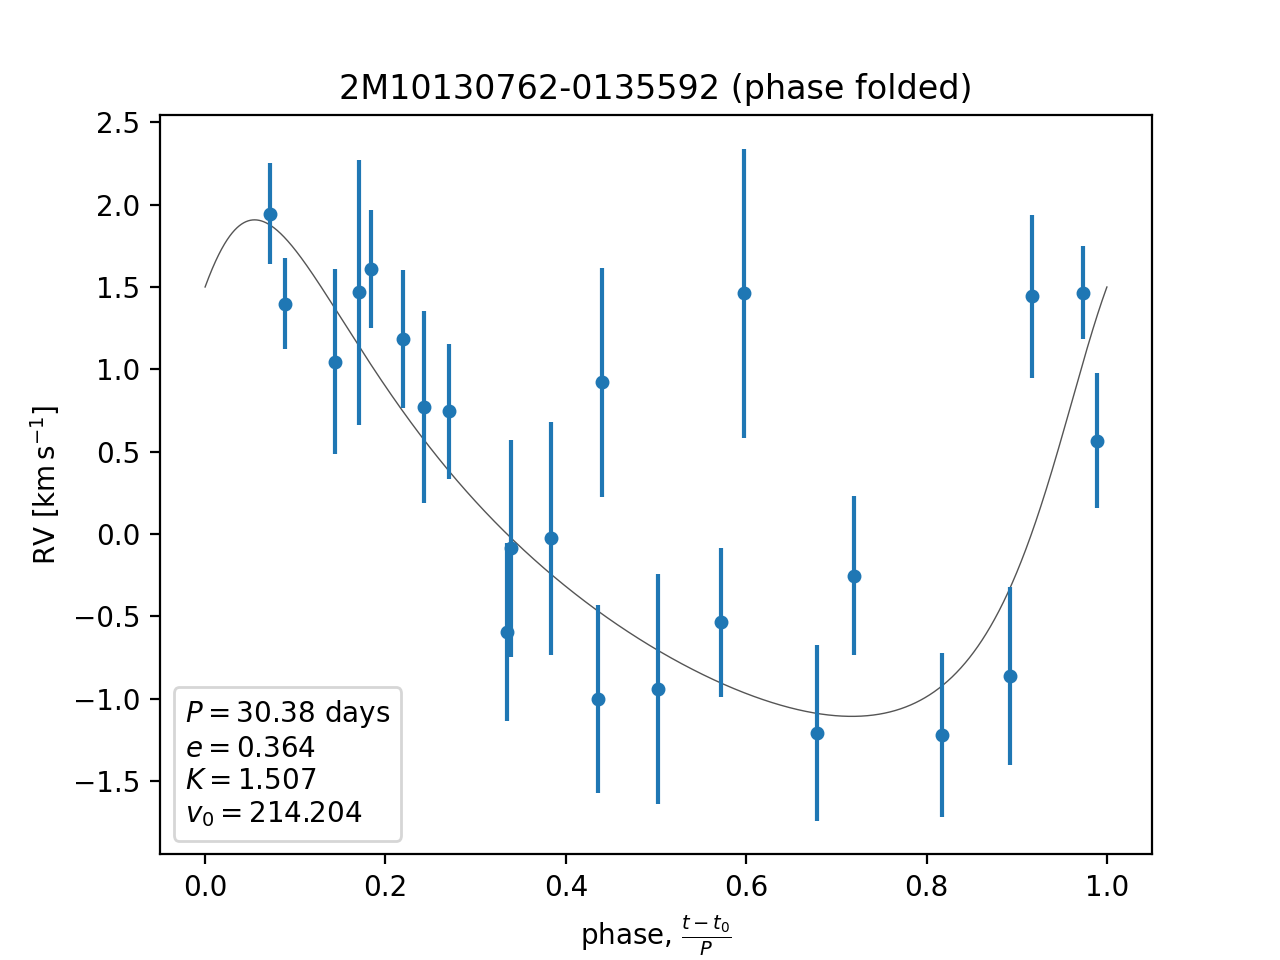 2M10130762-0135592 (phase folded)
2.5
2.0
1.5
1.0
0.5
0.0
−0.5
−1.0
−1.5
RV [km s⁻¹]
P = 30.38 days
e = 0.364
K = 1.507
v₀ = 214.204
0.0 0.2 0.4 0.6 0.8 1.0
phase, (t − t₀)/P